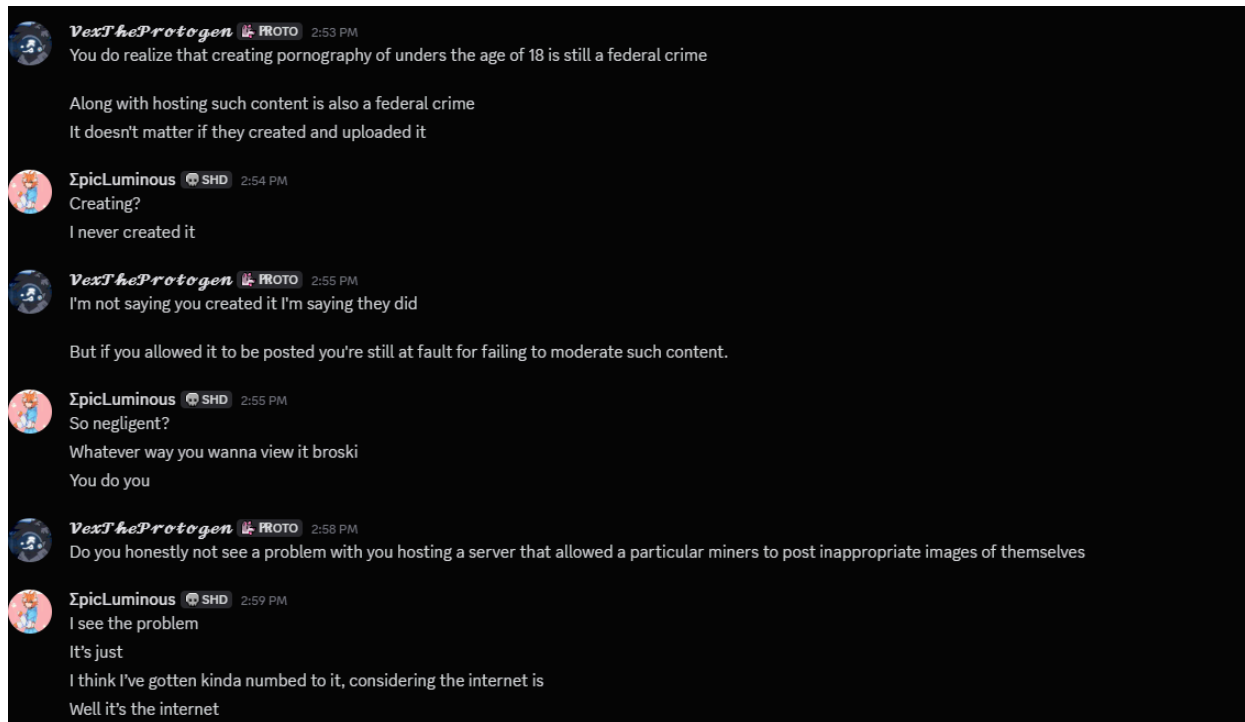 VexTheProtogen PROTO 2:53 PM
You do realize that creating pornography of unders the age of 18 is still a federal crime
Along with hosting such content is also a federal crime
It doesn't matter if they created and uploaded it
ΣpicLuminous SHD 2:54 PM
Creating?
I never created it
VexTheProtogen PROTO 2:55 PM
I'm not saying you created it I'm saying they did
But if you allowed it to be posted you're still at fault for failing to moderate such content.
ΣpicLuminous SHD 2:55 PM
So negligent?
Whatever way you wanna view it broski
You do you
VexTheProtogen PROTO 2:58 PM
Do you honestly not see a problem with you hosting a server that allowed a particular miners to post inappropriate images of themselves
ΣpicLuminous SHD 2:59 PM
I see the problem
It's just
I think I've gotten kinda numbed to it, considering the internet is
Well it's the internet